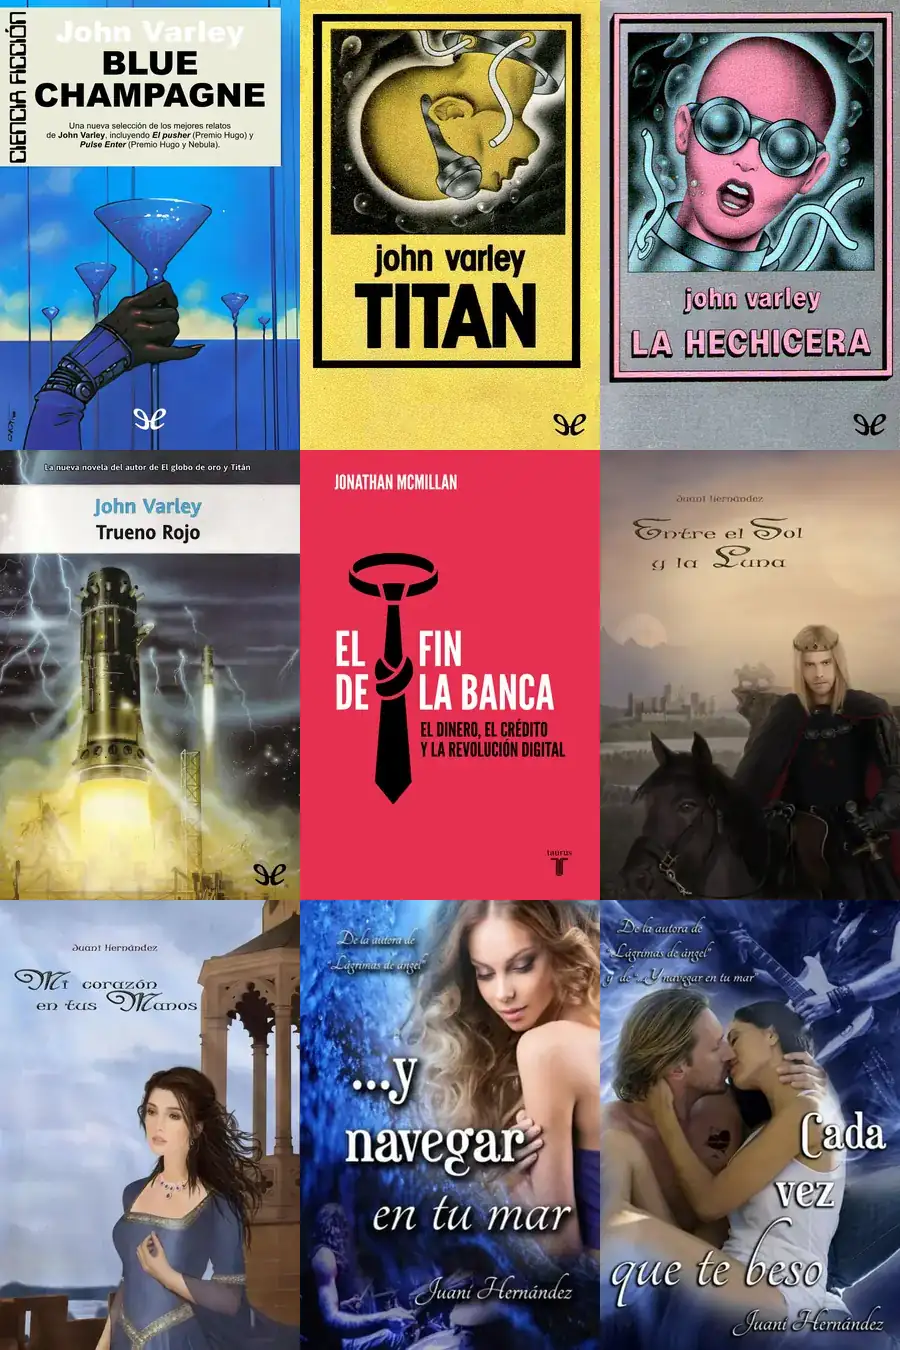 CIENCIA FICCIÓN
John Varley
BLUE
CHAMPAGNE
Una nueva selección de los mejores relatos
de John Varley, incluyendo El pusher (Premio Hugo) y
Pulse Enter (Premio Hugo y Nebula).
john varley
TITAN
john varley
LA HECHICERA
La nueva novela del autor de El globo de oro y Titán
John Varley
Trueno Rojo
JONATHAN MCMILLAN
EL FIN
DE LA BANCA
EL DINERO, EL CRÉDITO
Y LA REVOLUCIÓN DIGITAL
taurus
Juani Hernández
Entre el Sol
y la Luna
Juani Hernández
Mi corazón
en tus Manos
De la autora de
"Lágrimas de ángel"
...y
navegar
en tu mar
Juani Hernández
De la autora de
"Lágrimas de ángel"
y de "...Y navegar en tu mar"
Cada
vez
que te beso
Juani Hernández